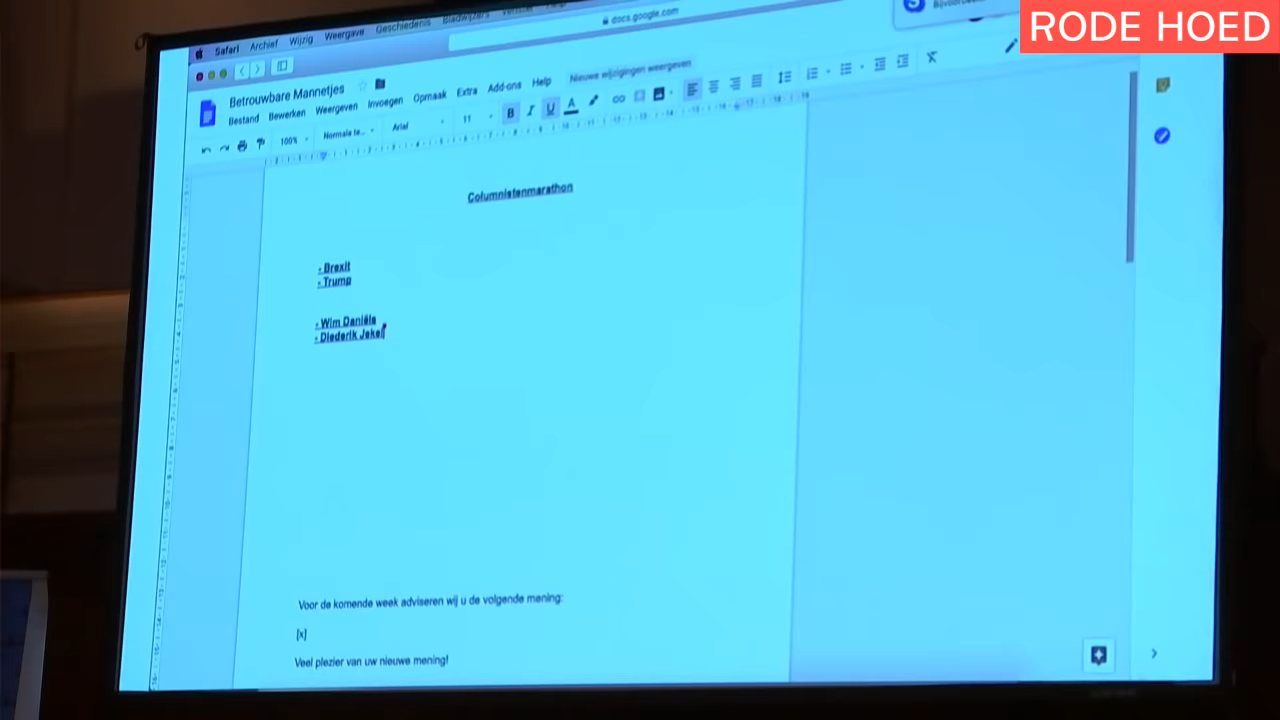 RODE HOED
Safari Archief Wijzig Weergave Geschiedenis Bladwijzers
docs.google.com
Betrouwbare Mannetjes
Bestand Bewerken Weergeven Invoegen Opmaak Extra Add-ons Help Nieuwe wijzigingen weergeven
100% Normale te... Arial 11 B I U A
Columnistenmarathon
- Brexit
- Trump
- Wim Daniëls
- Diederik Jekel
Voor de komende week adviseren wij u de volgende mening:
[x]
Veel plezier van uw nieuwe mening!